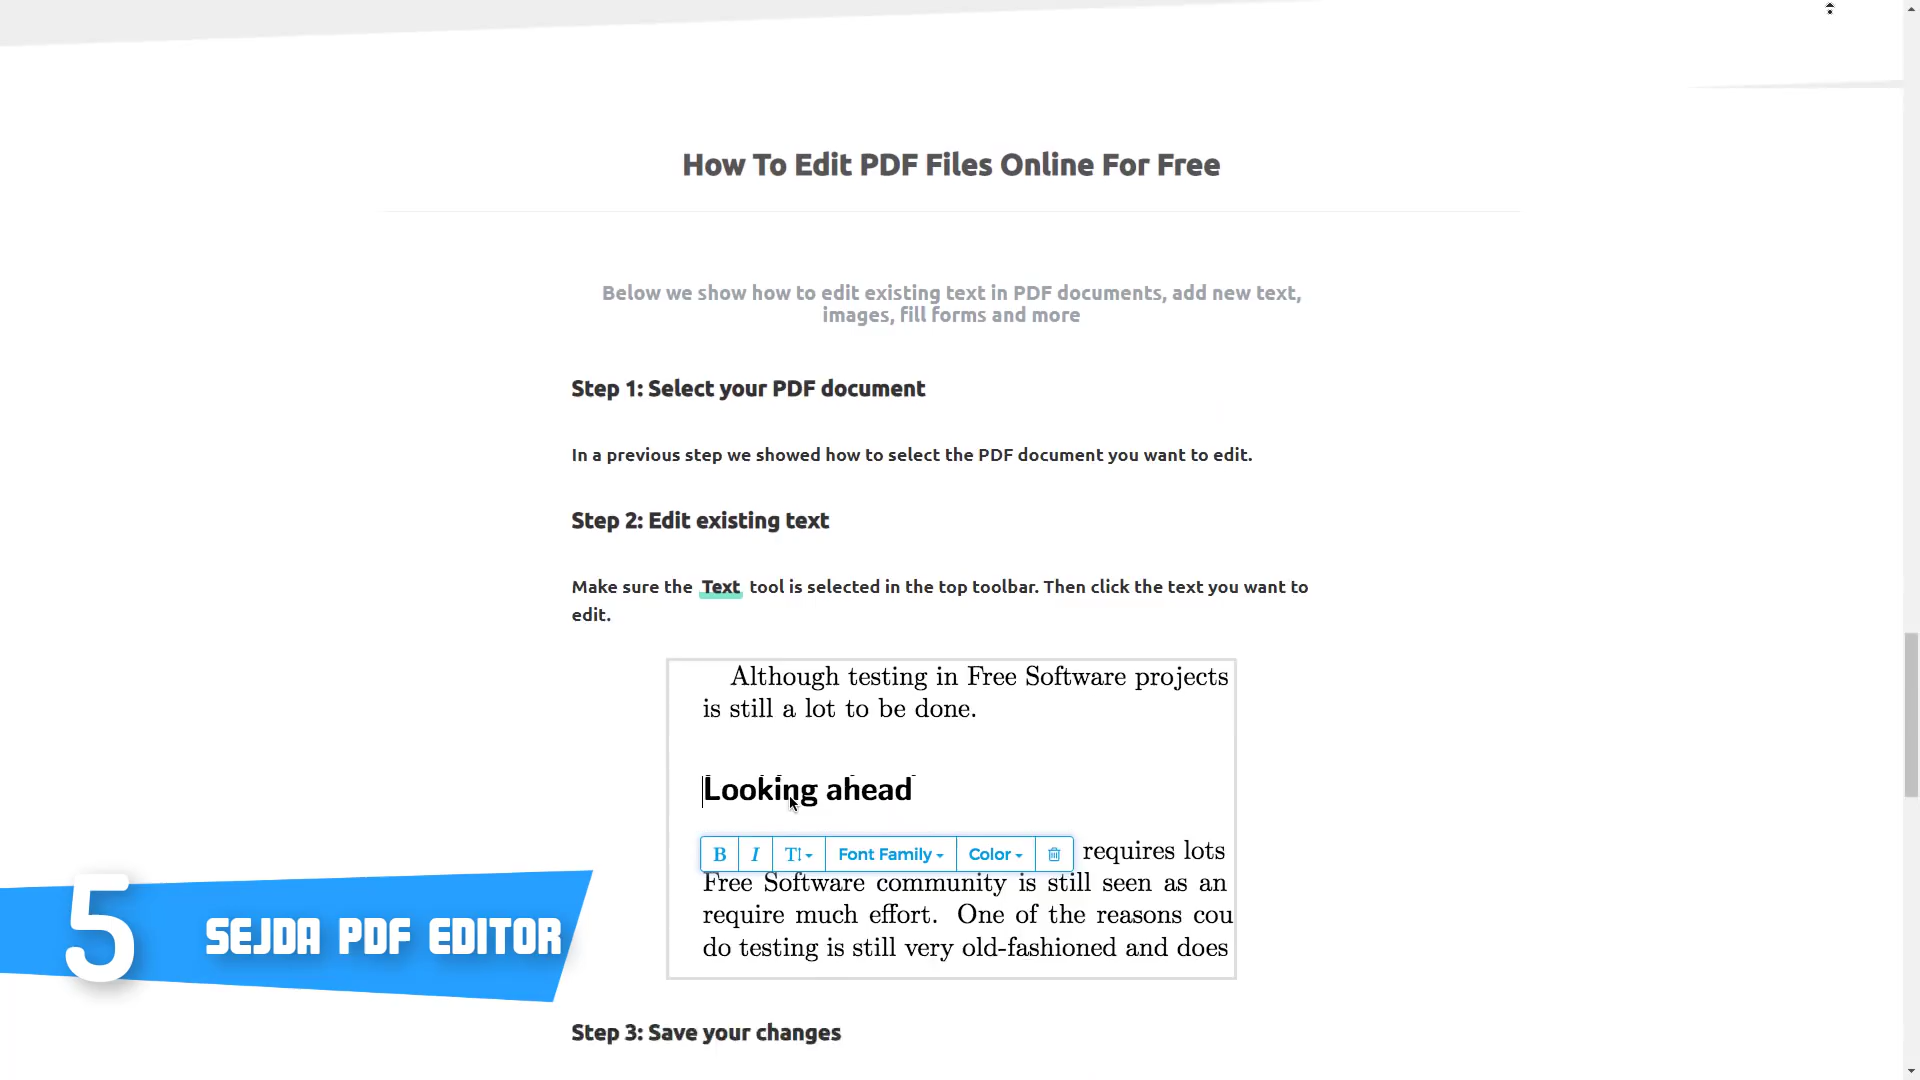 How To Edit PDF Files Online For Free
Below we show how to edit existing text in PDF documents, add new text,
images, fill forms and more
Step 1: Select your PDF document
In a previous step we showed how to select the PDF document you want to edit.
Step 2: Edit existing text
Make sure the Text tool is selected in the top toolbar. Then click the text you want to
edit.
Although testing in Free Software projects
is still a lot to be done.
Looking ahead
B I T Font Family Color
requires lots
Free Software community is still seen as an
require much effort. One of the reasons cou
do testing is still very old-fashioned and does
5 SEJDA PDF EDITOR
Step 3: Save your changes